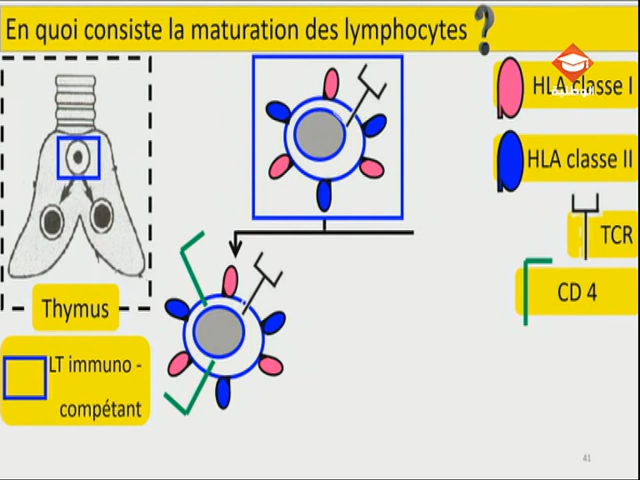 En quoi consiste la maturation des lymphocytes ?
HLA classe I
HLA classe II
TCR
CD 4
Thymus
LT immuno -
compétant
41